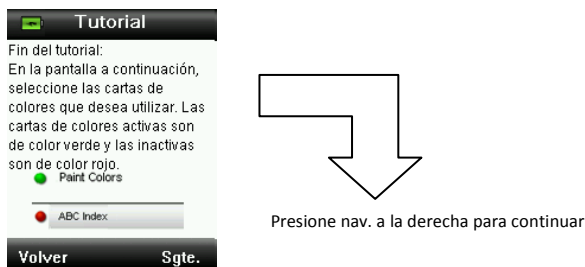 Tutorial
Fin del tutorial:
En la pantalla a continuación,
seleccione las cartas de
colores que desea utilizar. Las
cartas de colores activas son
de color verde y las inactivas
son de color rojo.
Paint Colors
ABC Index
Volver Sgte.
Presione nav. a la derecha para continuar